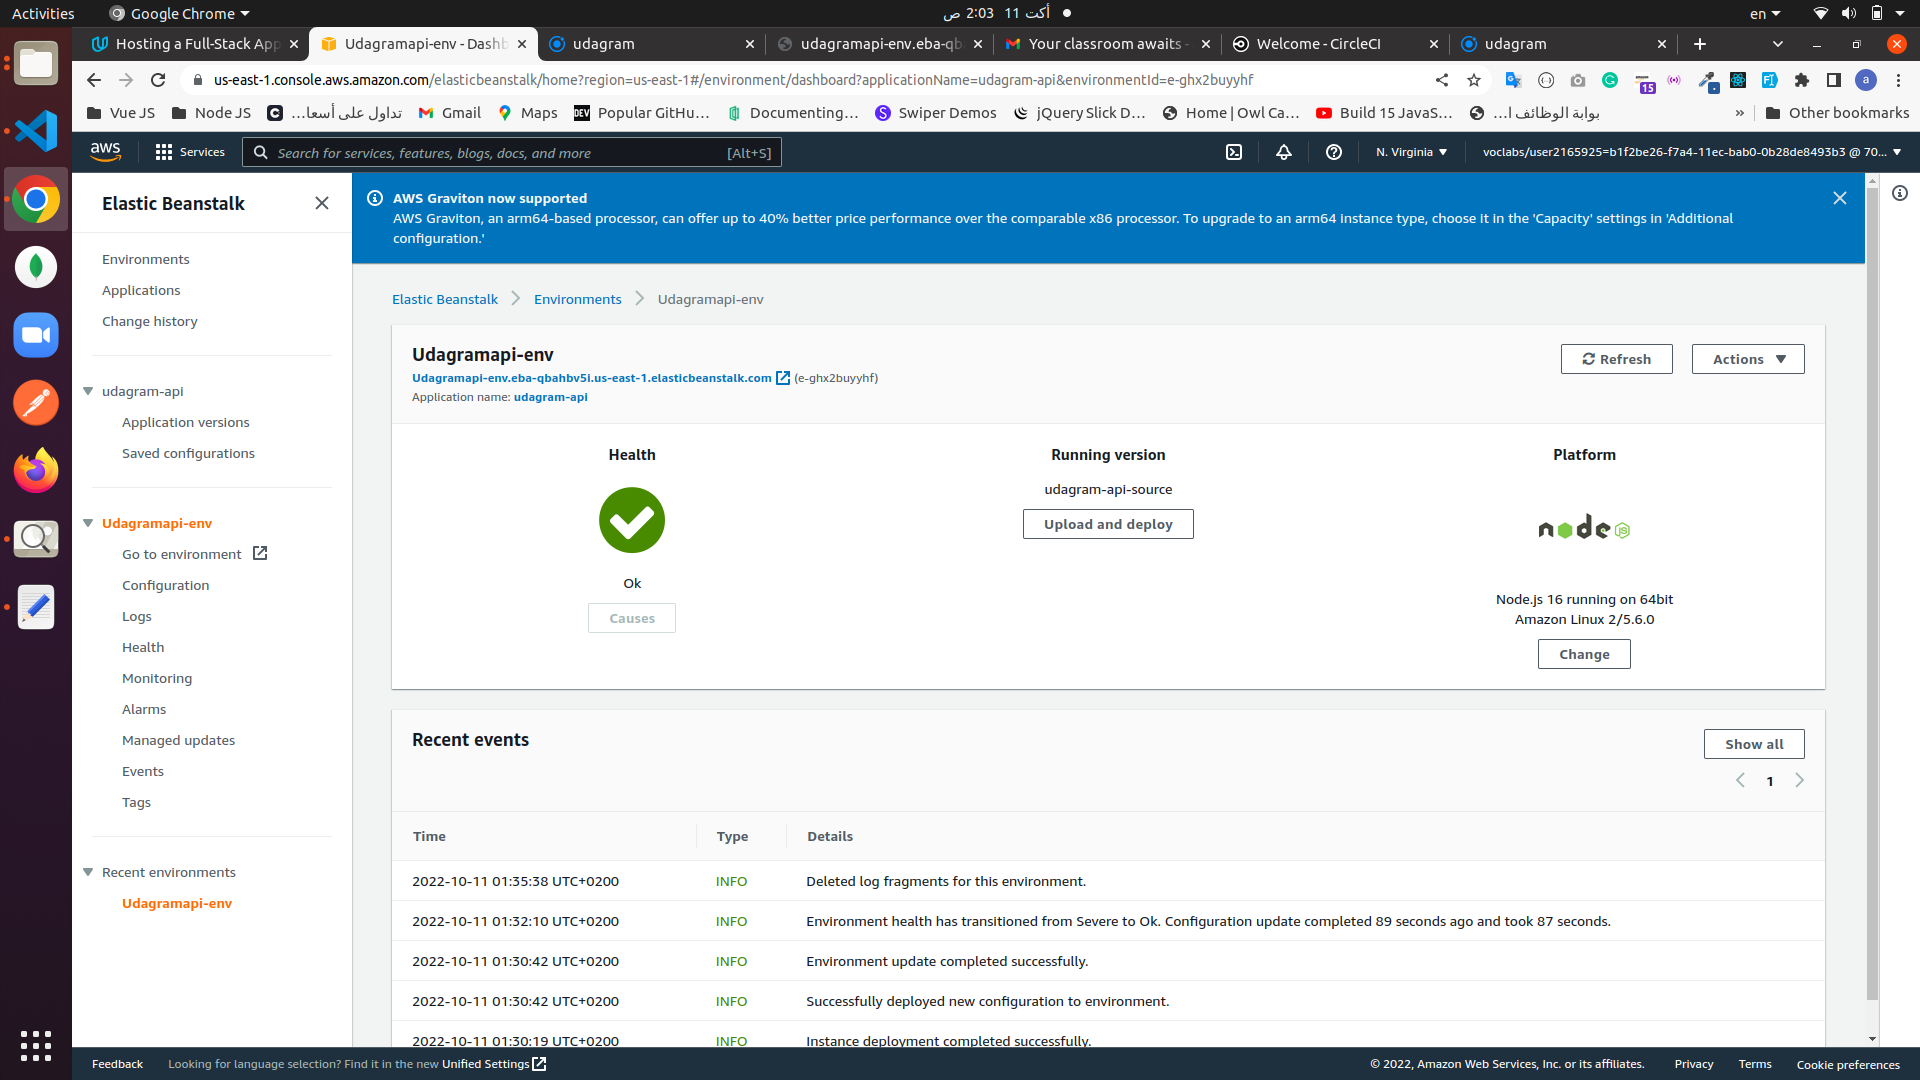 Activities
Google Chrome
أكت 11  2:03 ص
en
Hosting a Full-Stack App
Udagramapi-env - Dashb
udagram
udagramapi-env.eba-qb
Your classroom awaits -
Welcome - CircleCI
udagram
us-east-1.console.aws.amazon.com/elasticbeanstalk/home?region=us-east-1#/environment/dashboard?applicationName=udagram-api&environmentId=e-ghx2buyyhf
15
a
Vue JS
Node JS
تداول على أسعا...
Gmail
Maps
DEV
Popular GitHu...
Documenting...
Swiper Demos
jQuery Slick D...
Home | Owl Ca...
Build 15 JavaS...
بوابة الوظائف ا...
»
Other bookmarks
aws
Services
Search for services, features, blogs, docs, and more
[Alt+S]
N. Virginia
voclabs/user2165925=b1f2be26-f7a4-11ec-bab0-0b28de8493b3 @ 70...
Elastic Beanstalk
Environments
Applications
Change history
udagram-api
Application versions
Saved configurations
Udagramapi-env
Go to environment
Configuration
Logs
Health
Monitoring
Alarms
Managed updates
Events
Tags
Recent environments
Udagramapi-env
AWS Graviton now supported
AWS Graviton, an arm64-based processor, can offer up to 40% better price performance over the comparable x86 processor. To upgrade to an arm64 instance type, choose it in the 'Capacity' settings in 'Additional
configuration.'
Elastic Beanstalk
Environments
Udagramapi-env
Udagramapi-env
Udagramapi-env.eba-qbahbv5i.us-east-1.elasticbeanstalk.com (e-ghx2buyyhf)
Application name: udagram-api
Refresh
Actions
Health
Ok
Causes
Running version
udagram-api-source
Upload and deploy
Platform
node JS
Node.js 16 running on 64bit
Amazon Linux 2/5.6.0
Change
Recent events
Show all
1
Time Type Details
2022-10-11 01:35:38 UTC+0200 INFO Deleted log fragments for this environment.
2022-10-11 01:32:10 UTC+0200 INFO Environment health has transitioned from Severe to Ok. Configuration update completed 89 seconds ago and took 87 seconds.
2022-10-11 01:30:42 UTC+0200 INFO Environment update completed successfully.
2022-10-11 01:30:42 UTC+0200 INFO Successfully deployed new configuration to environment.
2022-10-11 01:30:19 UTC+0200 INFO Instance deployment completed successfully.
Feedback
Looking for language selection? Find it in the new Unified Settings
© 2022, Amazon Web Services, Inc. or its affiliates.
Privacy
Terms
Cookie preferences